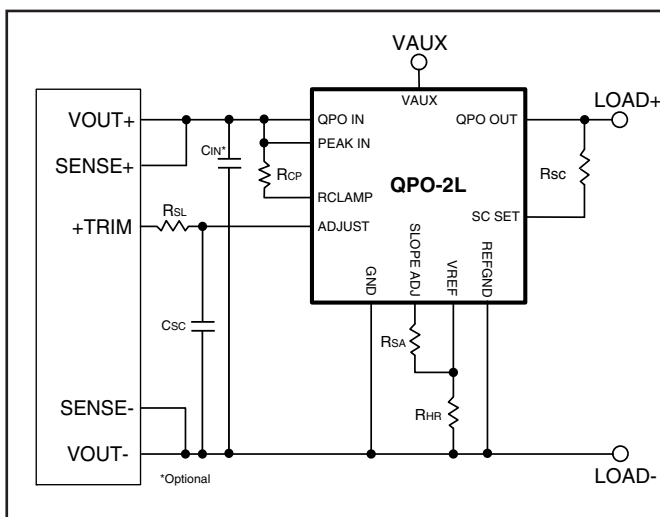 VAUX
VAUX
LOAD+
VOUT+
QPO IN
QPO OUT
PEAK IN
CIN*
SENSE+
RCP
RSC
QPO-2L
RCLAMP
+TRIM
RSL
ADJUST
SC SET
GND
SLOPE ADJ
VREF
REFGND
CSC
RSA
SENSE-
RHR
VOUT-
*Optional
LOAD-